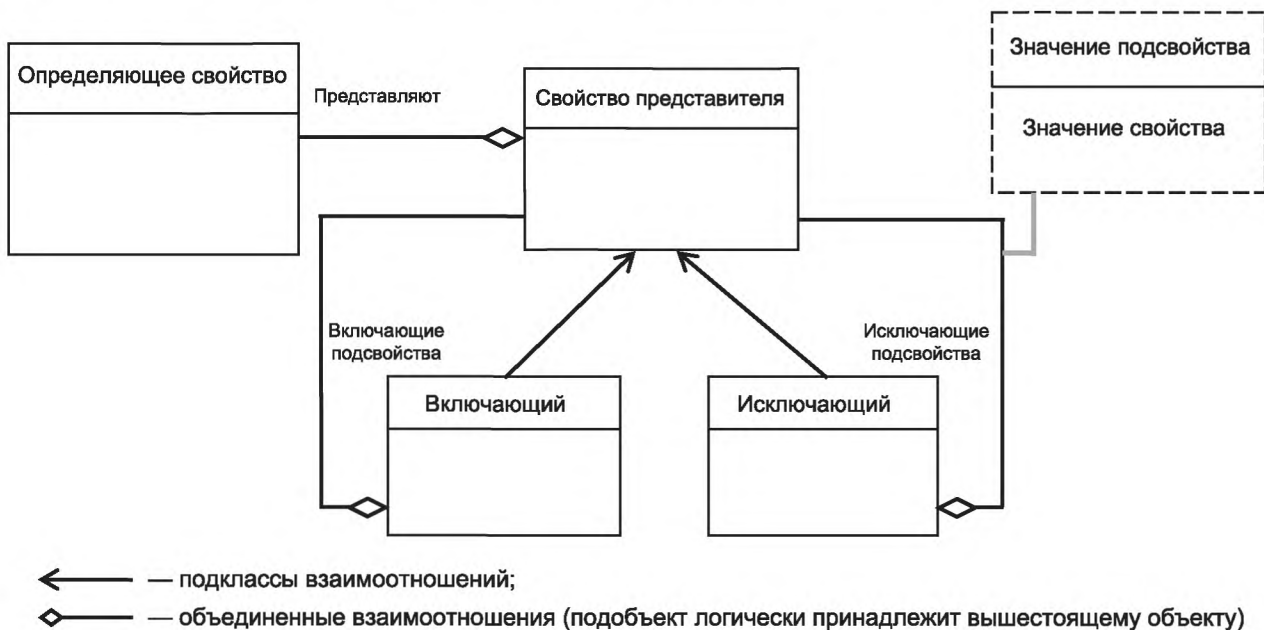 Определяющее свойство
Представляют
Свойство представителя
Значение подсвойства
Значение свойства
Включающие
подсвойства
Исключающие
подсвойства
Включающий
Исключающий
— подклассы взаимоотношений;
— объединенные взаимоотношения (подобъект логически принадлежит вышестоящему объекту)